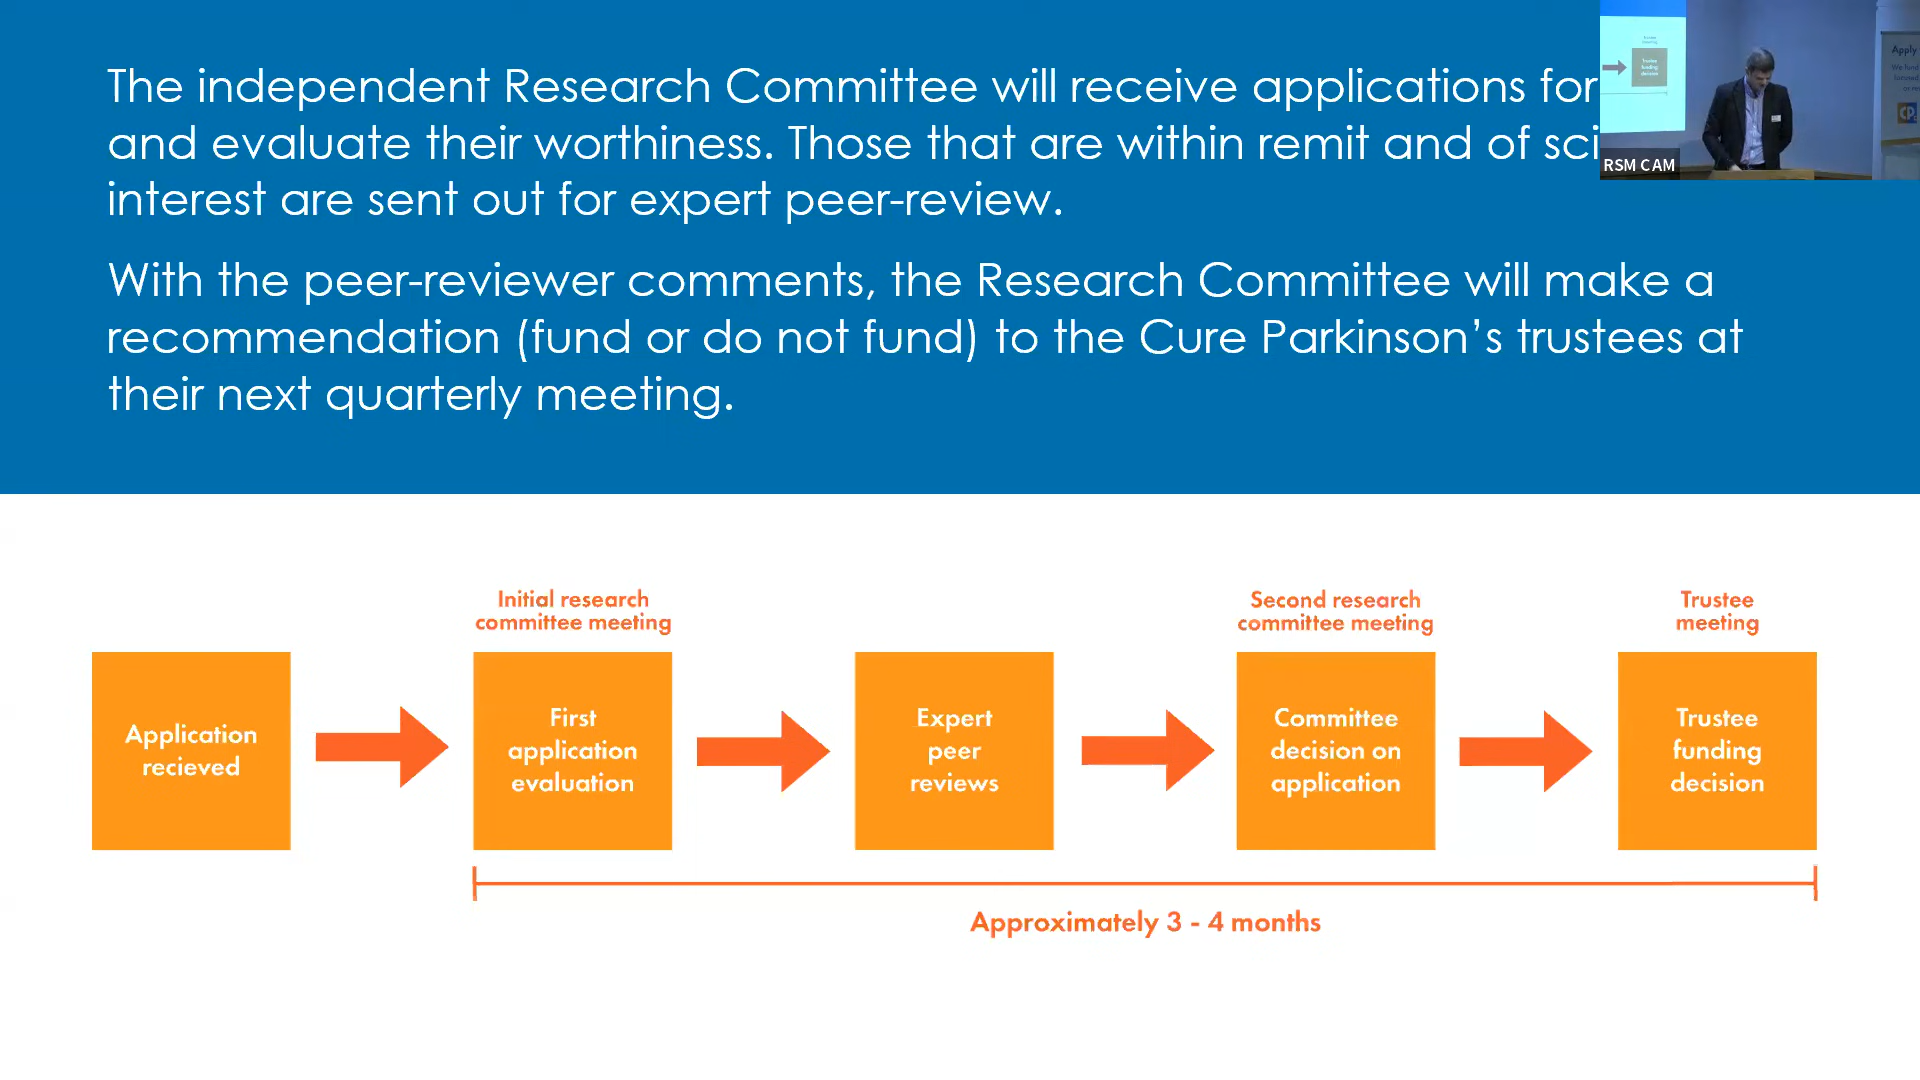 The independent Research Committee will receive applications for
and evaluate their worthiness. Those that are within remit and of sci
interest are sent out for expert peer-review.
With the peer-reviewer comments, the Research Committee will make a
recommendation (fund or do not fund) to the Cure Parkinson's trustees at
their next quarterly meeting.
Trustee
funding
decision
Apply
RSM CAM
Initial research
committee meeting
Second research
committee meeting
Trustee
meeting
Application
recieved
First
application
evaluation
Expert
peer
reviews
Committee
decision on
application
Trustee
funding
decision
Approximately 3 - 4 months